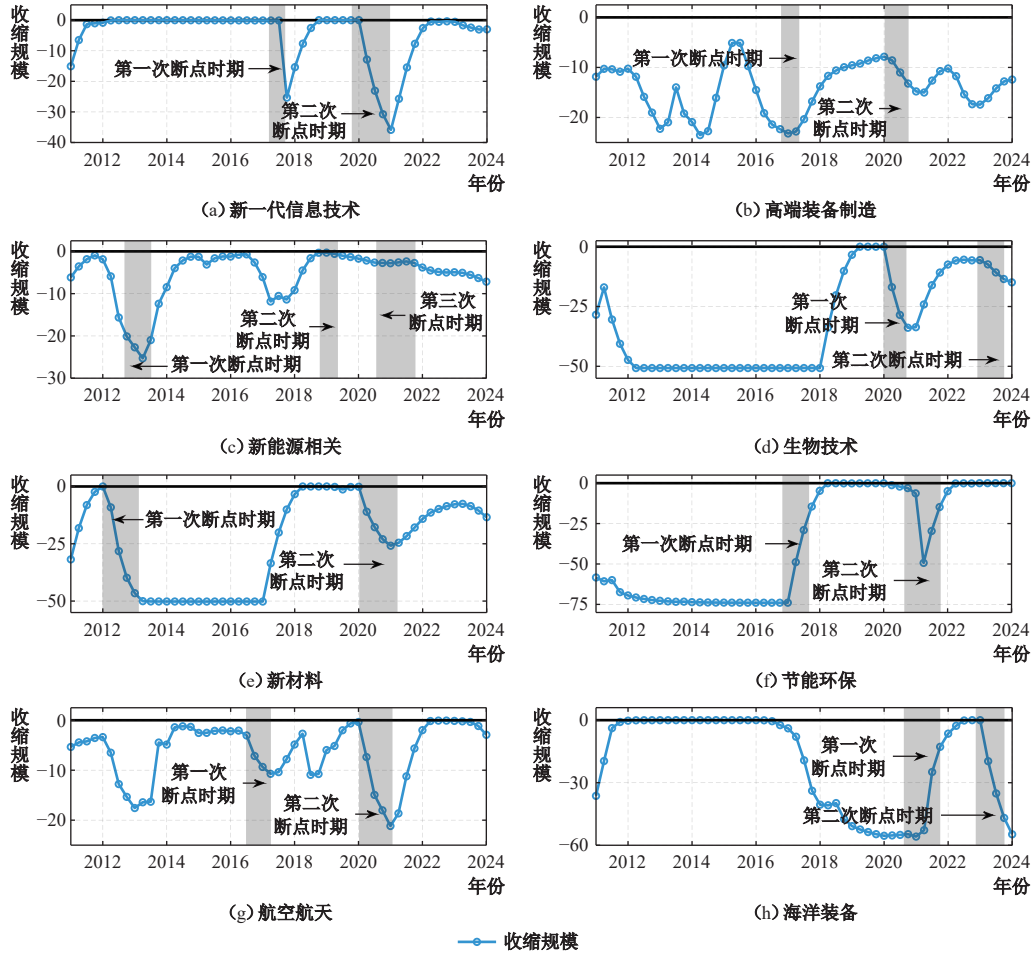 收缩规模
0
−10
−20
−30
−40
第一次断点时期
第二次
断点时期
2012 2014 2016 2018 2020 2022 2024
年份
(a) 新一代信息技术
收缩规模
0
−10
−20
第一次断点时期
第二次
断点时期
2012 2014 2016 2018 2020 2022 2024
年份
(b) 高端装备制造
收缩规模
0
−10
−20
−30
第一次断点时期
第二次
断点时期
第三次
断点时期
2012 2014 2016 2018 2020 2022 2024
年份
(c) 新能源相关
收缩规模
0
−25
−50
第一次
断点时期
第二次断点时期
2012 2014 2016 2018 2020 2022 2024
年份
(d) 生物技术
收缩规模
0
−25
−50
第一次断点时期
第二次
断点时期
2012 2014 2016 2018 2020 2022 2024
年份
(e) 新材料
收缩规模
0
−25
−50
−75
第一次断点时期
第二次
断点时期
2012 2014 2016 2018 2020 2022 2024
年份
(f) 节能环保
收缩规模
0
−10
−20
第一次
断点时期
第二次
断点时期
2012 2014 2016 2018 2020 2022 2024
年份
(g) 航空航天
收缩规模
0
−30
−60
第一次
断点时期
第二次断点时期
2012 2014 2016 2018 2020 2022 2024
年份
(h) 海洋装备
收缩规模